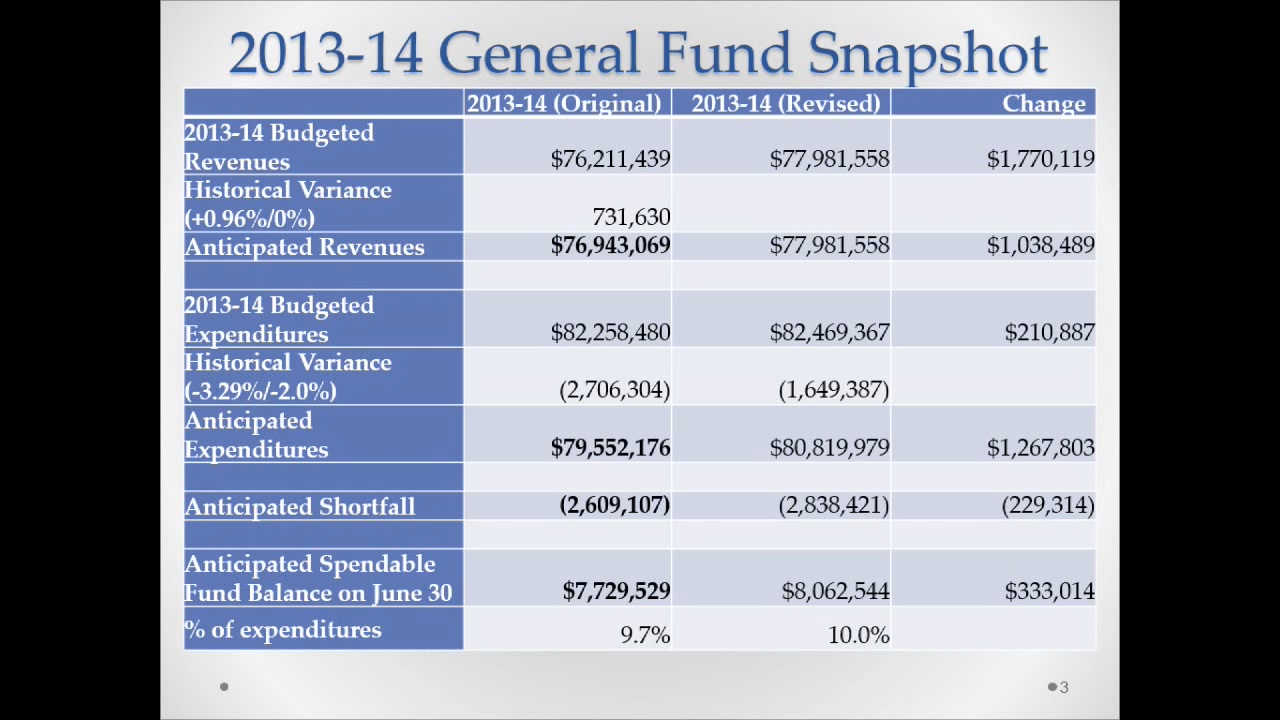 2013-14 General Fund Snapshot
2013-14 (Original) 2013-14 (Revised) Change
2013-14 Budgeted
Revenues $76,211,439 $77,981,558 $1,770,119
Historical Variance
(+0.96%/0%) 731,630
Anticipated Revenues $76,943,069 $77,981,558 $1,038,489
2013-14 Budgeted
Expenditures $82,258,480 $82,469,367 $210,887
Historical Variance
(-3.29%/-2.0%) (2,706,304) (1,649,387)
Anticipated
Expenditures $79,552,176 $80,819,979 $1,267,803
Anticipated Shortfall (2,609,107) (2,838,421) (229,314)
Anticipated Spendable
Fund Balance on June 30 $7,729,529 $8,062,544 $333,014
% of expenditures 9.7% 10.0%
3